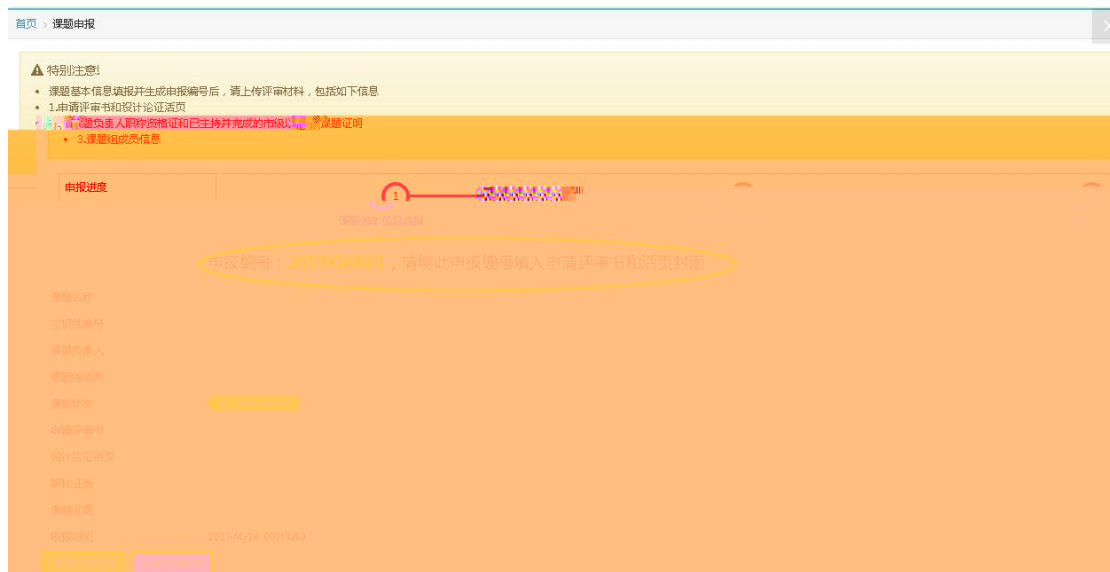 首页 > 课题申报
特别注意!
• 课题基本信息填报并生成申报编号后，请上传评审材料，包括如下信息
• 1.申请评审书和设计论证活页
题负责人职称资格证和已主持并完成的市级以 课题证明
• 3.课题组成员信息
申报进度
1
课题基本信息填报
申报编号： ，请将此申报编号填入申请评审书和活页封面
课题名称
立项批准号
课题负责人
课题组成员
课题状态
申请评审书
设计论证活页
职称证明
课题证明
申报时间 2019/4/14 09:49:40